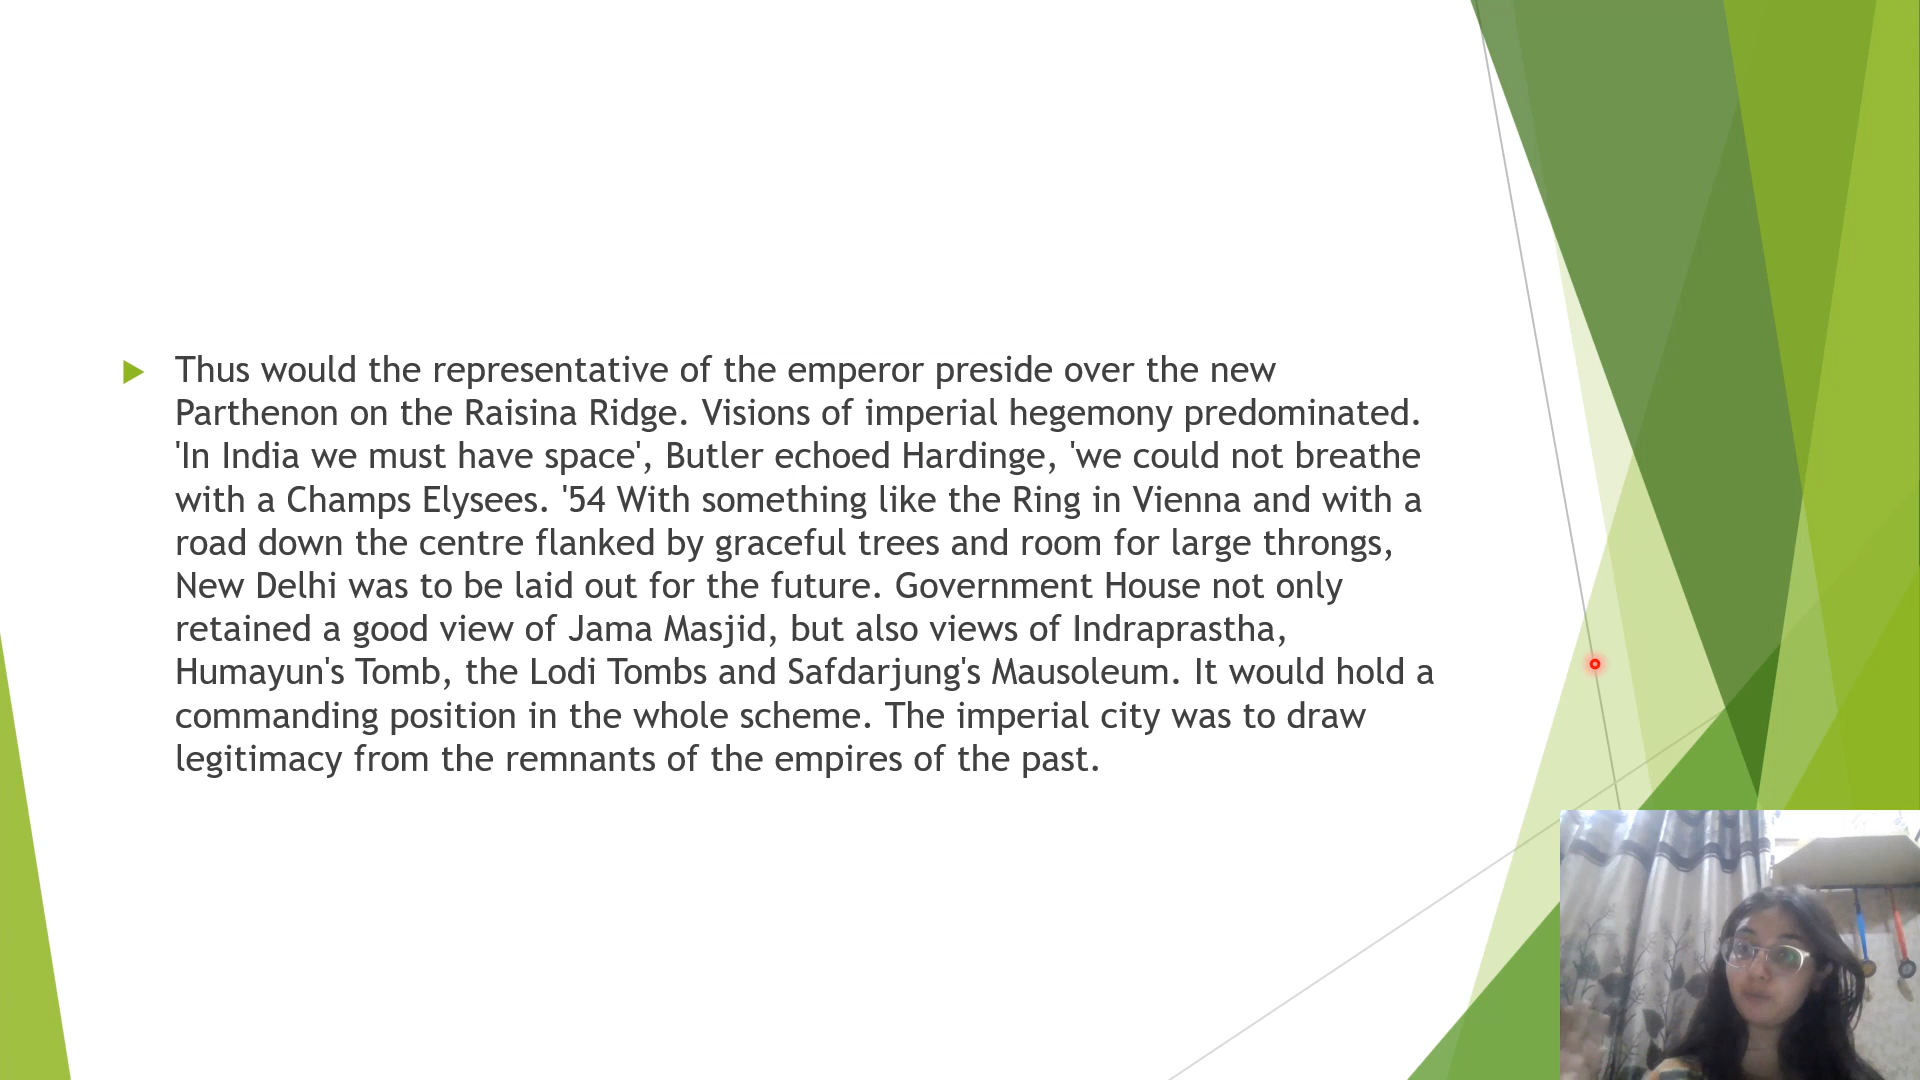 Thus would the representative of the emperor preside over the new
Parthenon on the Raisina Ridge. Visions of imperial hegemony predominated.
'In India we must have space', Butler echoed Hardinge, 'we could not breathe
with a Champs Elysees. '54 With something like the Ring in Vienna and with a
road down the centre flanked by graceful trees and room for large throngs,
New Delhi was to be laid out for the future. Government House not only
retained a good view of Jama Masjid, but also views of Indraprastha,
Humayun's Tomb, the Lodi Tombs and Safdarjung's Mausoleum. It would hold a
commanding position in the whole scheme. The imperial city was to draw
legitimacy from the remnants of the empires of the past.